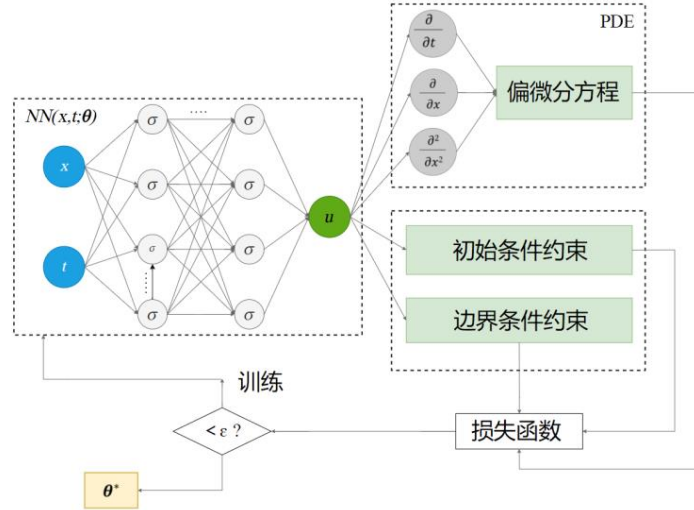 NN(x,t;θ)
x
t
σ
σ
σ
σ
....
σ
σ
σ
σ
....
u
PDE
∂
∂t
∂
∂x
∂²
∂x²
偏微分方程
初始条件约束
边界条件约束
损失函数
训练
< ε ?
θ*